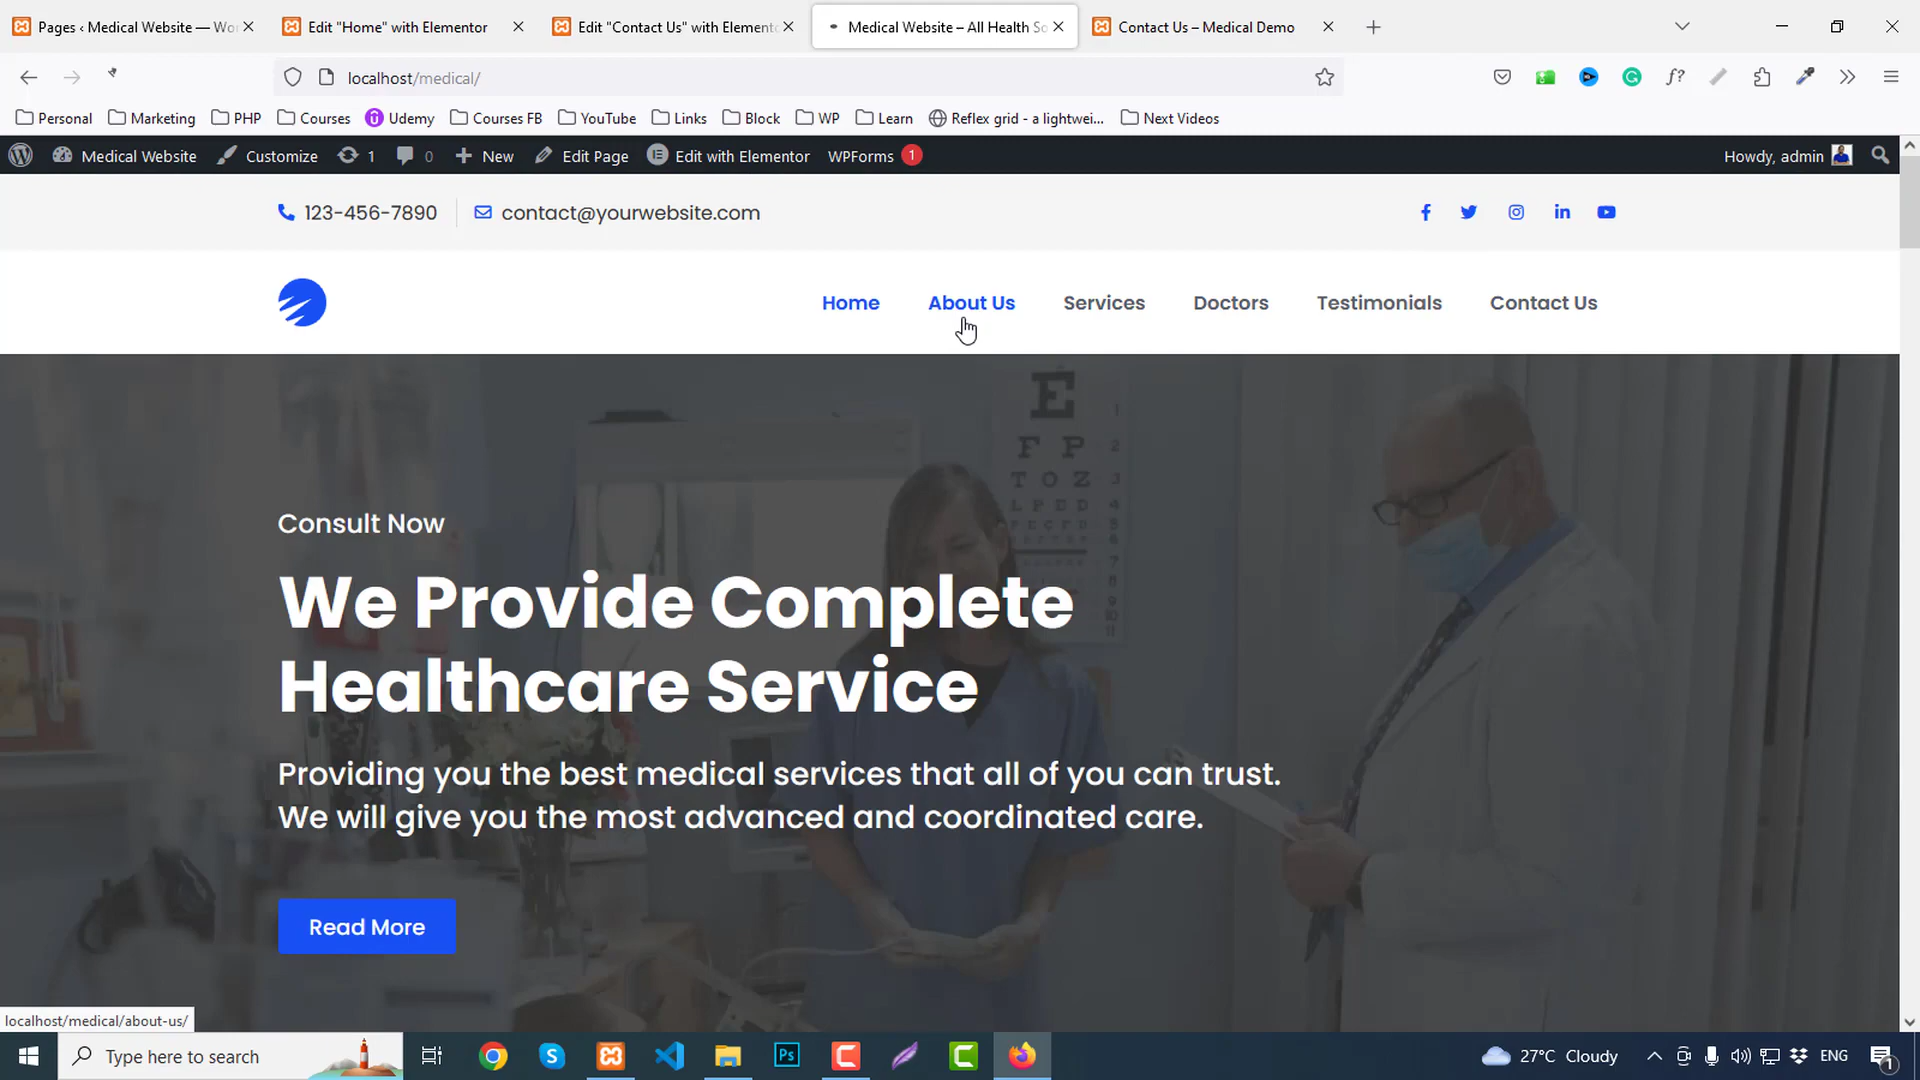 Pages ‹ Medical Website — Wor
Edit "Home" with Elementor
Edit "Contact Us" with Elemento
Medical Website – All Health So
Contact Us – Medical Demo
localhost/medical/
Personal
Marketing
PHP
Courses
Udemy
Courses FB
YouTube
Links
Block
WP
Learn
Reflex grid - a lightwei...
Next Videos
Medical Website
Customize
1
0
New
Edit Page
Edit with Elementor
WPForms
1
Howdy, admin
123-456-7890
contact@yourwebsite.com
Home
About Us
Services
Doctors
Testimonials
Contact Us
Consult Now
We Provide Complete
Healthcare Service
Providing you the best medical services that all of you can trust.
We will give you the most advanced and coordinated care.
Read More
E
F P
T O Z
L P E D
localhost/medical/about-us/
Type here to search
27°C Cloudy
ENG
1